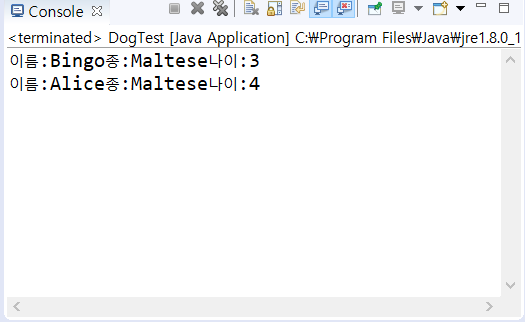 Console
<terminated> DogTest [Java Application] C:₩Program Files₩Java₩jre1.8.0_1
이름:Bingo종:Maltese나이:3
이름:Alice종:Maltese나이:4